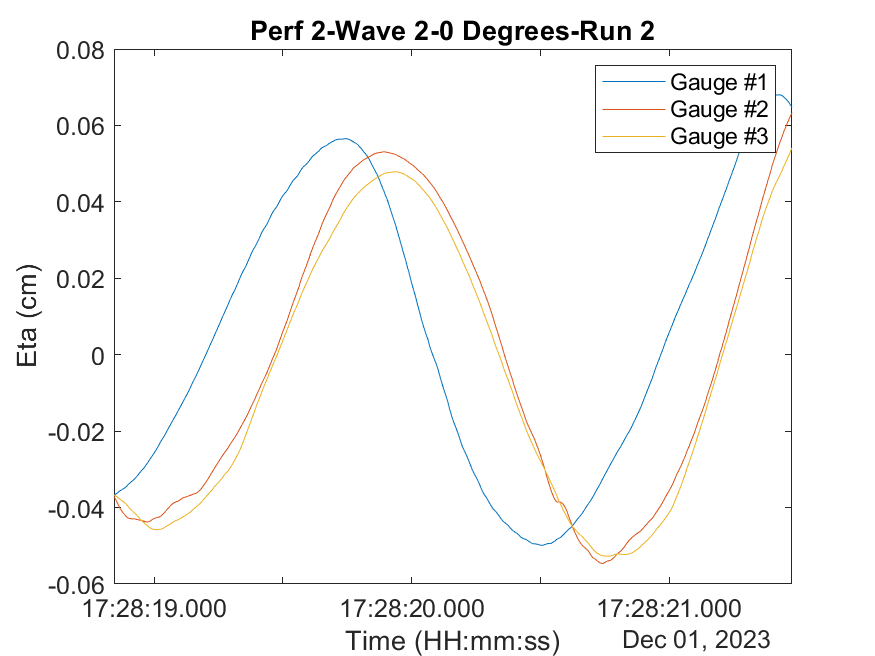 Perf 2-Wave 2-0 Degrees-Run 2
0.08
0.06
0.04
0.02
0
-0.02
-0.04
-0.06
Eta (cm)
Gauge #1
Gauge #2
Gauge #3
17:28:19.000 17:28:20.000 17:28:21.000
Time (HH:mm:ss)
Dec 01, 2023